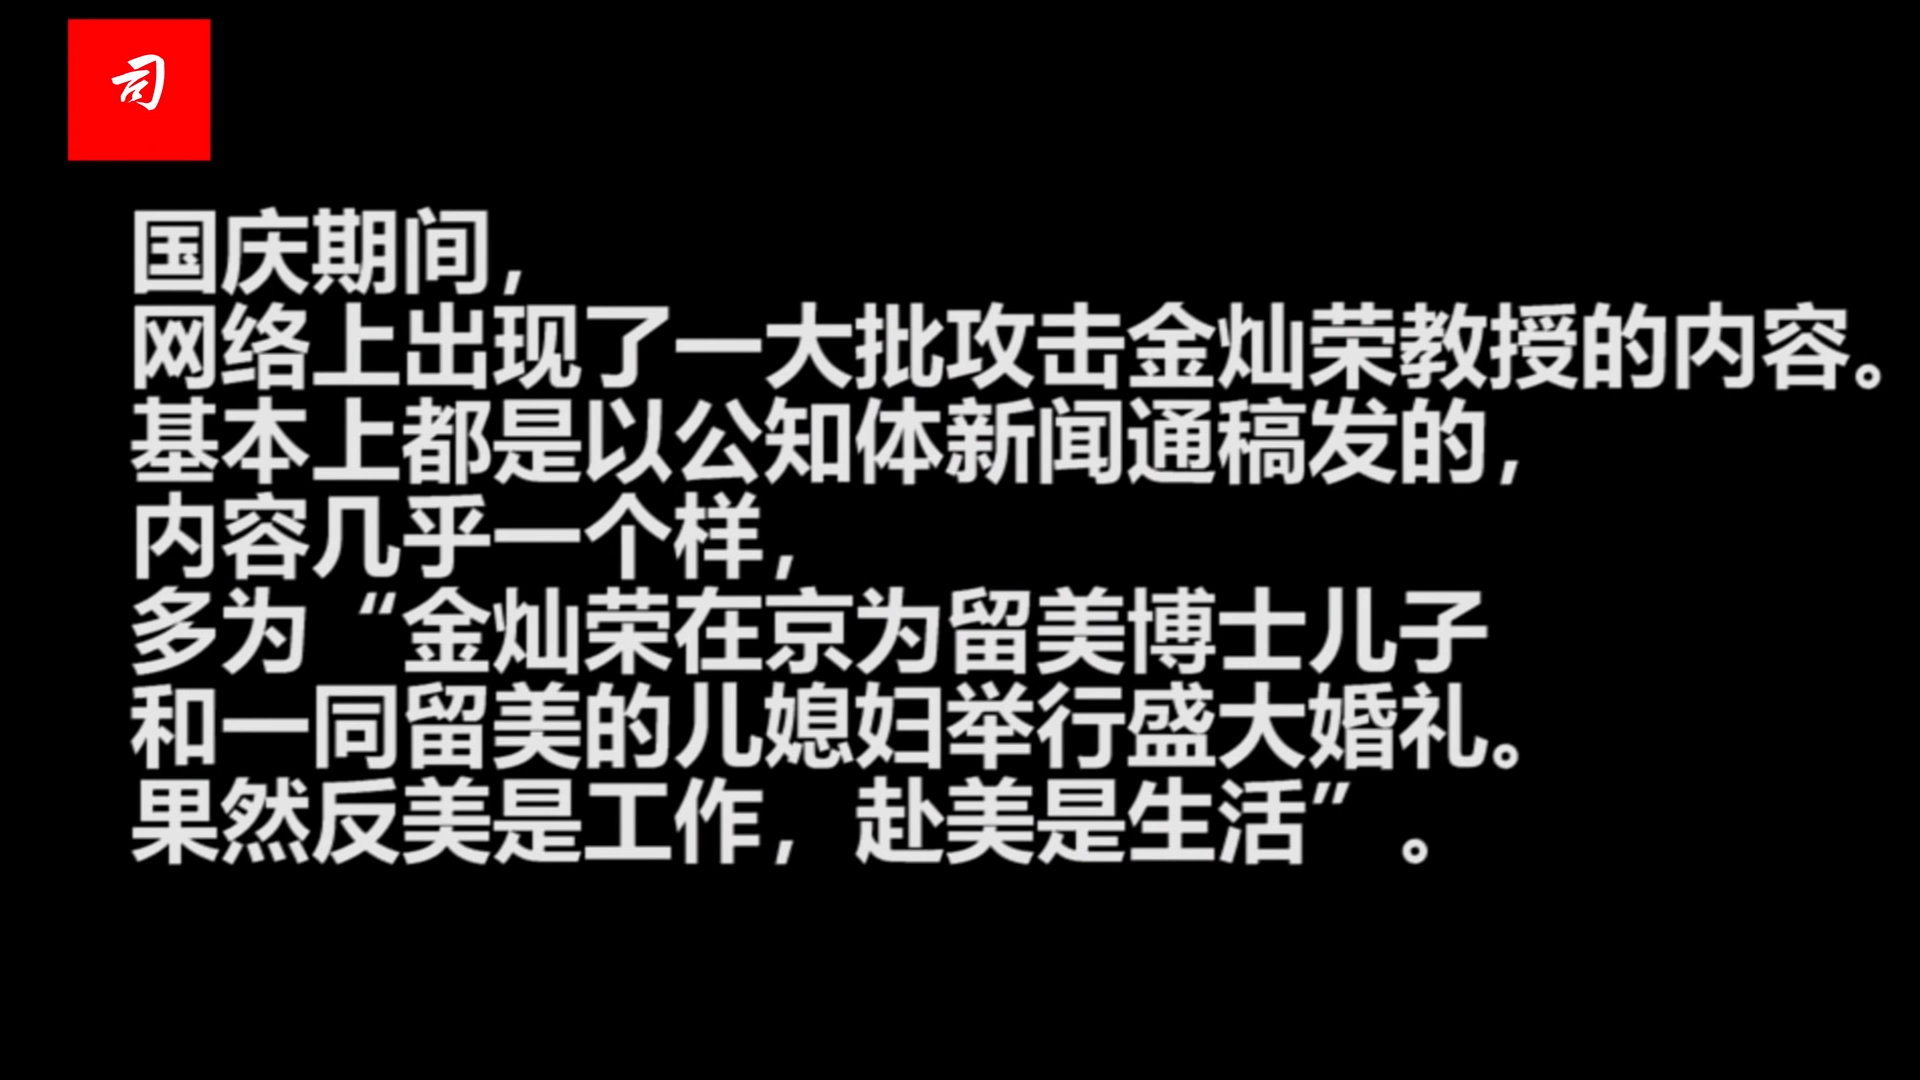 司
国庆期间，
网络上出现了一大批攻击金灿荣教授的内容。
基本上都是以公知体新闻通稿发的，
内容几乎一个样，
多为“金灿荣在京为留美博士儿子
和一同留美的儿媳妇举行盛大婚礼。
果然反美是工作，赴美是生活”。